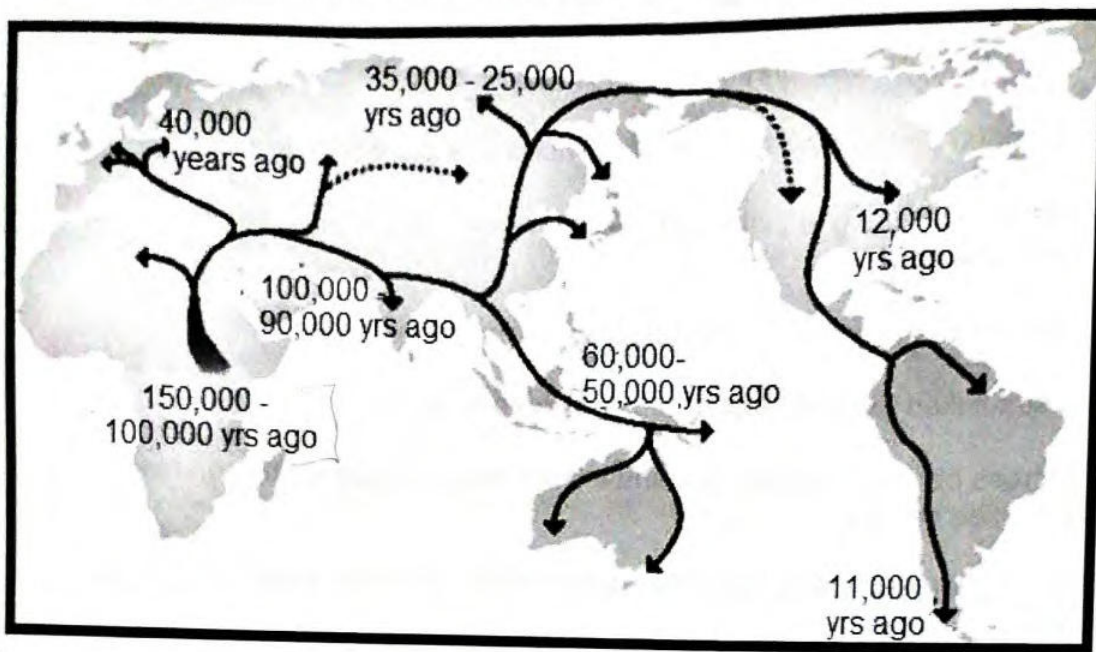 35,000 - 25,000
yrs ago
40,000
years ago
12,000
yrs ago
100,000 -
90,000 yrs ago
60,000-
50,000 yrs ago
150,000 -
100,000 yrs ago
11,000
yrs ago